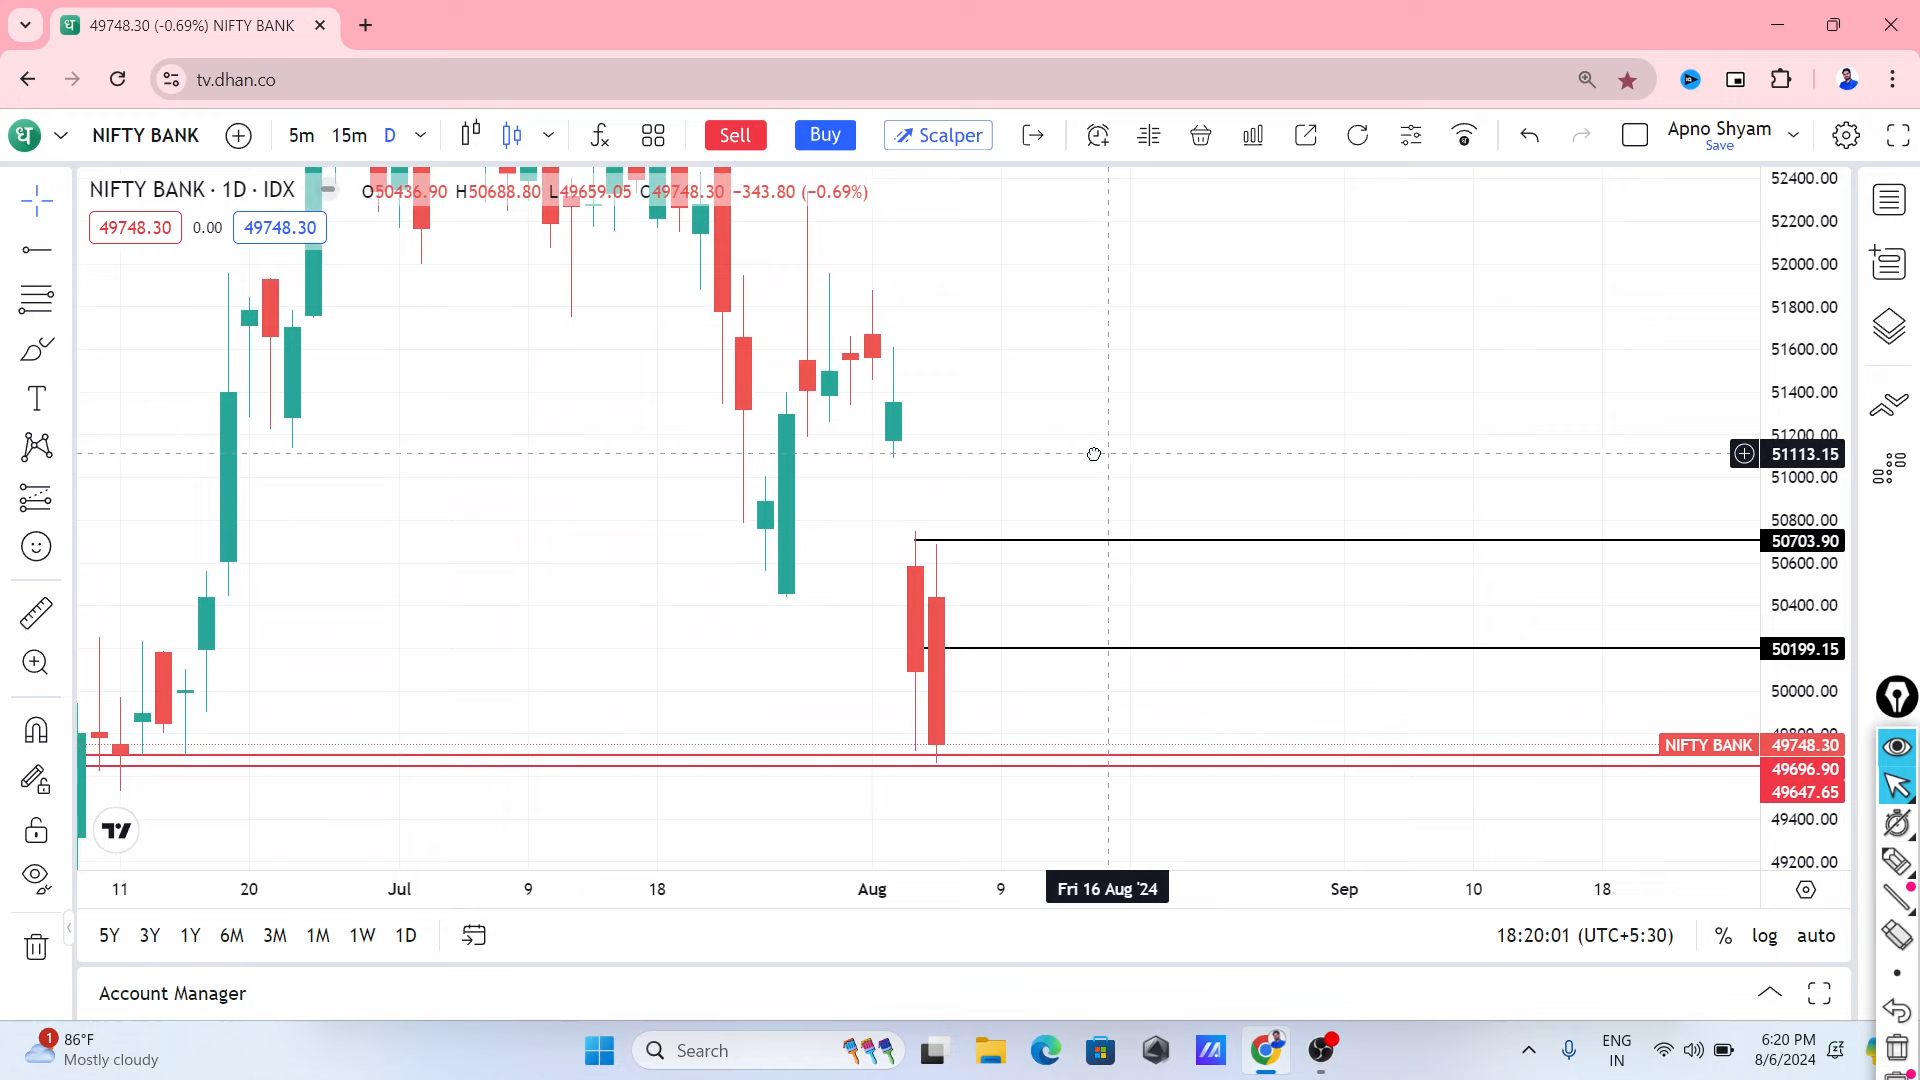 49748.30 (-0.69%) NIFTY BANK
tv.dhan.co
ध NIFTY BANK 5m 15m D Sell Buy Scalper Apno Shyam
Save
NIFTY BANK · 1D · IDX O50436.90 H50688.80 L49659.05 C49748.30 −343.80 (−0.69%)
49748.30 0.00 49748.30
52400.00
52200.00
52000.00
51800.00
51600.00
51400.00
51200.00
51113.15
51000.00
50800.00
50703.90
50600.00
50400.00
50199.15
50000.00
49800.00
NIFTY BANK 49748.30
49696.90
49647.65
49400.00
49200.00
11 20 Jul 9 18 Aug 9 Fri 16 Aug '24 Sep 10 18
5Y 3Y 1Y 6M 3M 1M 1W 1D 18:20:01 (UTC+5:30) % log auto
Account Manager
1 86°F
Mostly cloudy
Search
ENG
IN
6:20 PM
8/6/2024